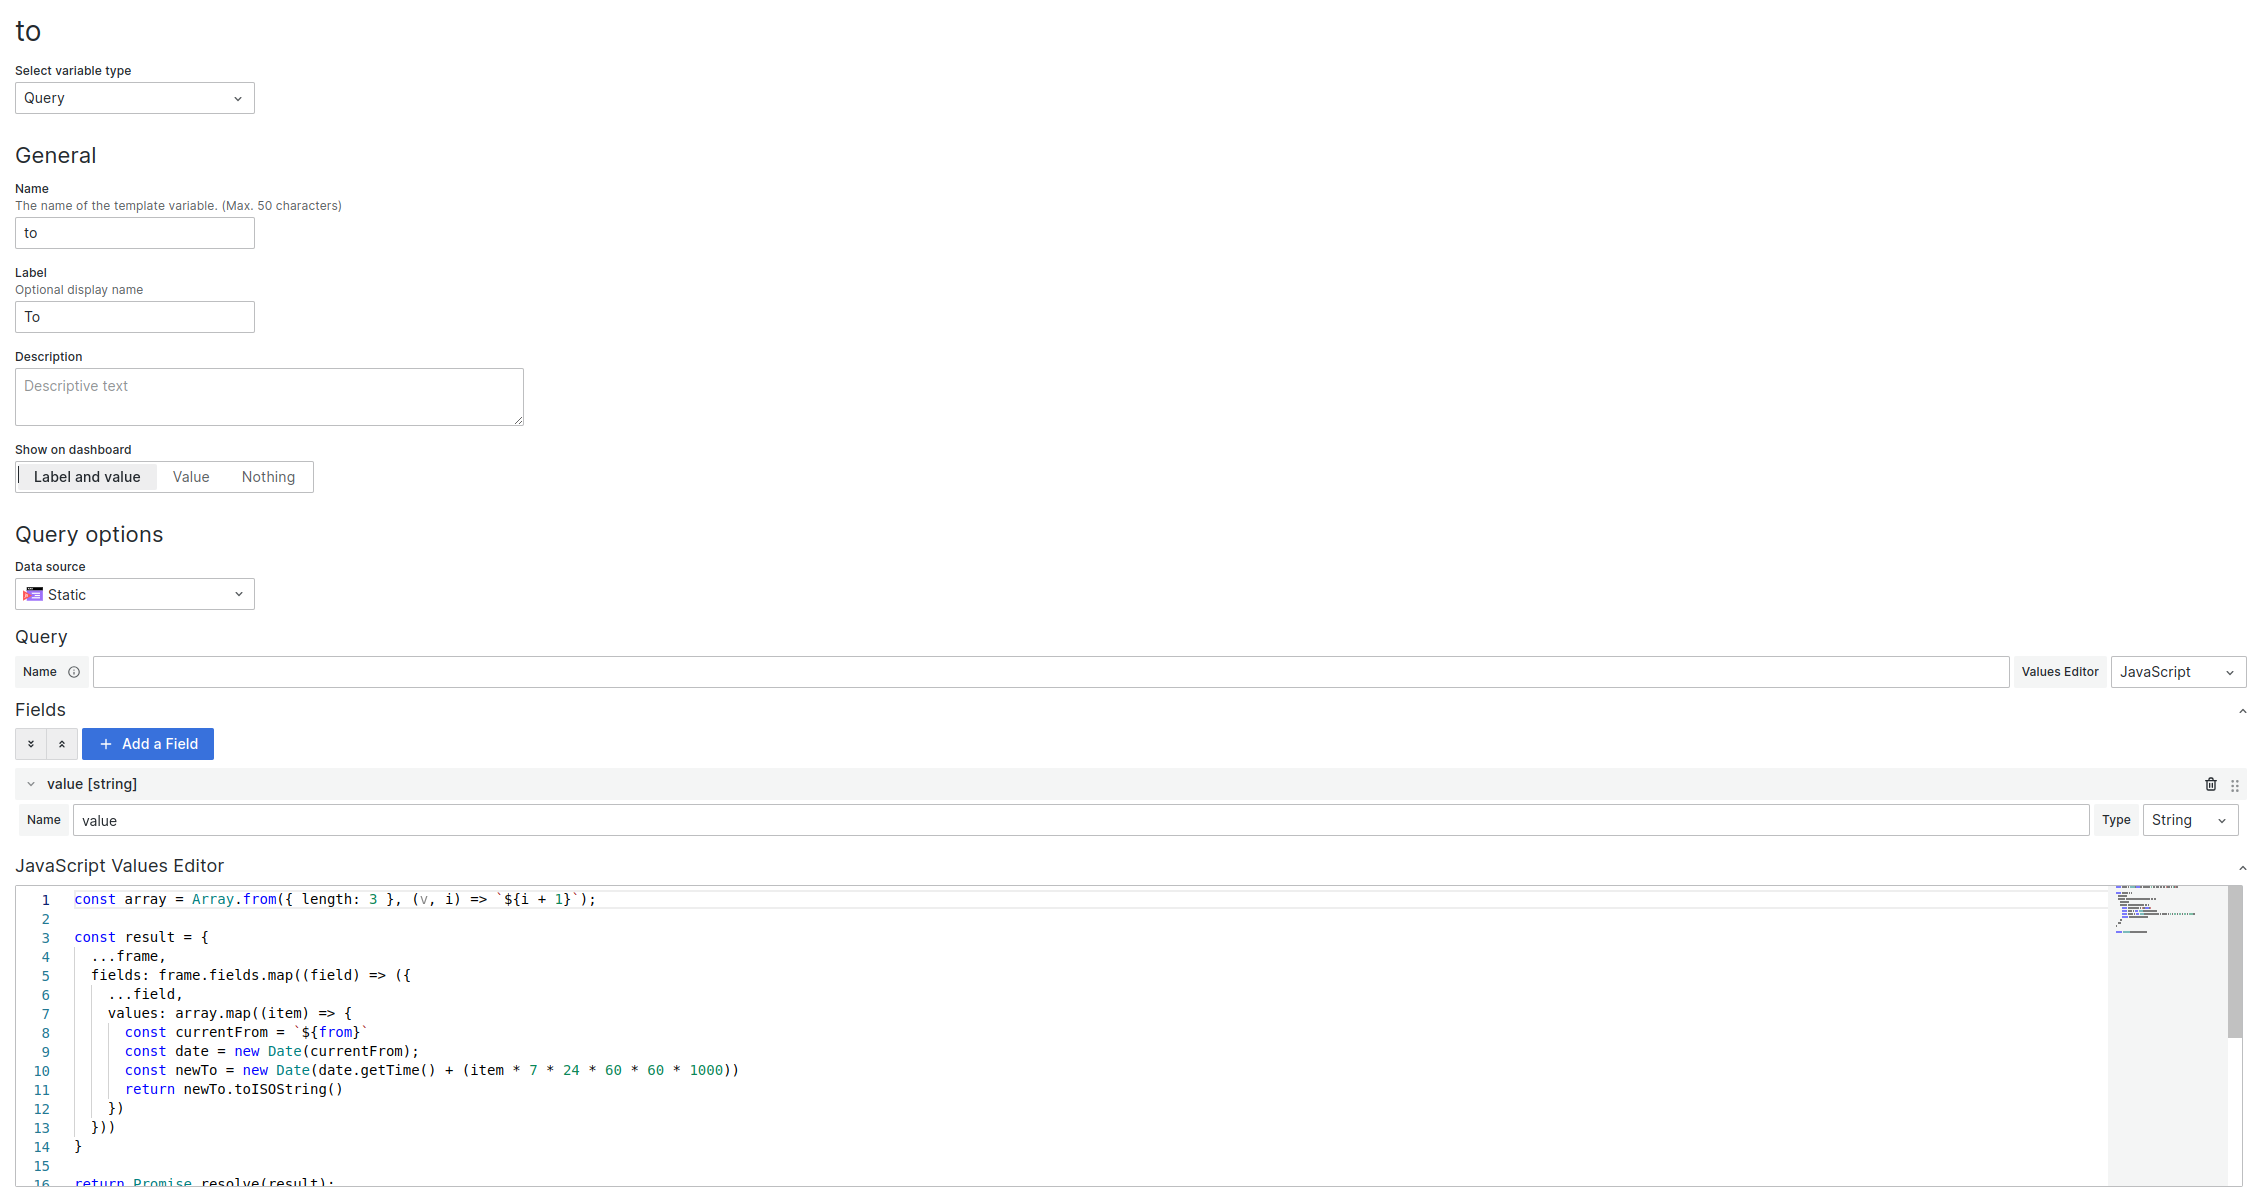 to
Select variable type
Query
General
Name
The name of the template variable. (Max. 50 characters)
to
Label
Optional display name
To
Description
Descriptive text
Show on dashboard
Label and value Value Nothing
Query options
Data source
Static
Query
Name Values Editor JavaScript
Fields
Add a Field
value [string]
Name value Type String
JavaScript Values Editor
1 const array = Array.from({ length: 3 }, (v, i) => `${i + 1}`);
2
3 const result = {
4 ...frame,
5 fields: frame.fields.map((field) => ({
6 ...field,
7 values: array.map((item) => {
8 const currentFrom = `${from}`
9 const date = new Date(currentFrom);
10 const newTo = new Date(date.getTime() + (item * 7 * 24 * 60 * 60 * 1000))
11 return newTo.toISOString()
12 })
13 }))
14 }
15
16 return Promise.resolve(result);